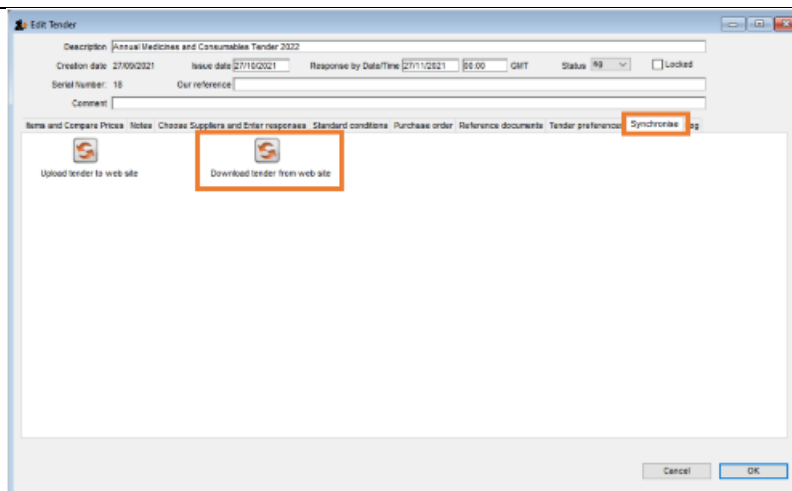 Edit Tender
Description Annual Medicines and Consumables Tender 2022
Creation date 27/09/2021 Issue date 27/10/2021 Response by Date/Time 27/11/2021 00:00 GMT Status sg Locked
Serial Number: 18 Our reference
Comment
Items and Compare Prices Notes Choose Suppliers and Enter responses Standard conditions Purchase order Reference documents Tender preferences Synchronise
Upload tender to web site Download tender from web site
Cancel OK